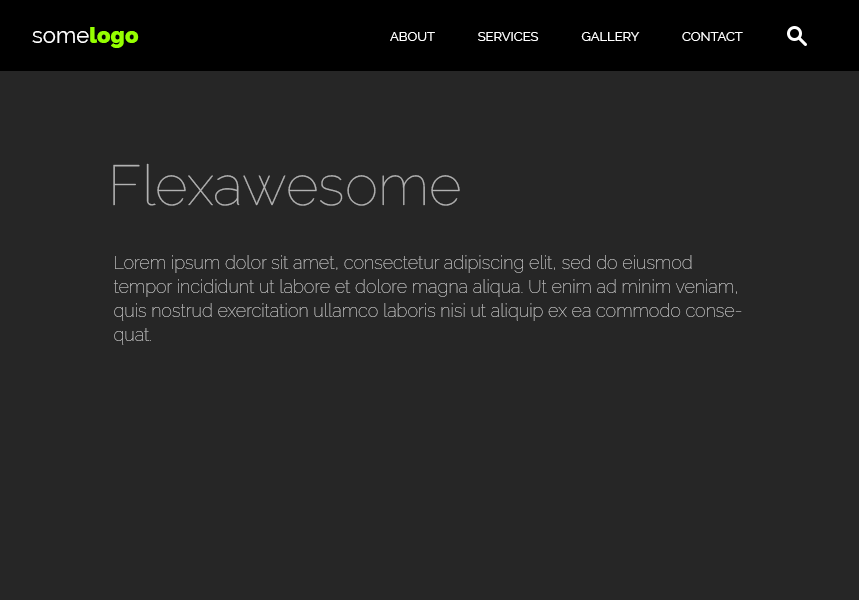 somelogo
ABOUT SERVICES GALLERY CONTACT
Flexawesome
Lorem ipsum dolor sit amet, consectetur adipiscing elit, sed do eiusmod
tempor incididunt ut labore et dolore magna aliqua. Ut enim ad minim veniam,
quis nostrud exercitation ullamco laboris nisi ut aliquip ex ea commodo conse-
quat.